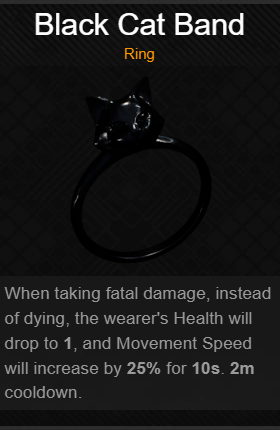 Black Cat Band
Ring
When taking fatal damage, instead
of dying, the wearer's Health will
drop to 1, and Movement Speed
will increase by 25% for 10s. 2m
cooldown.